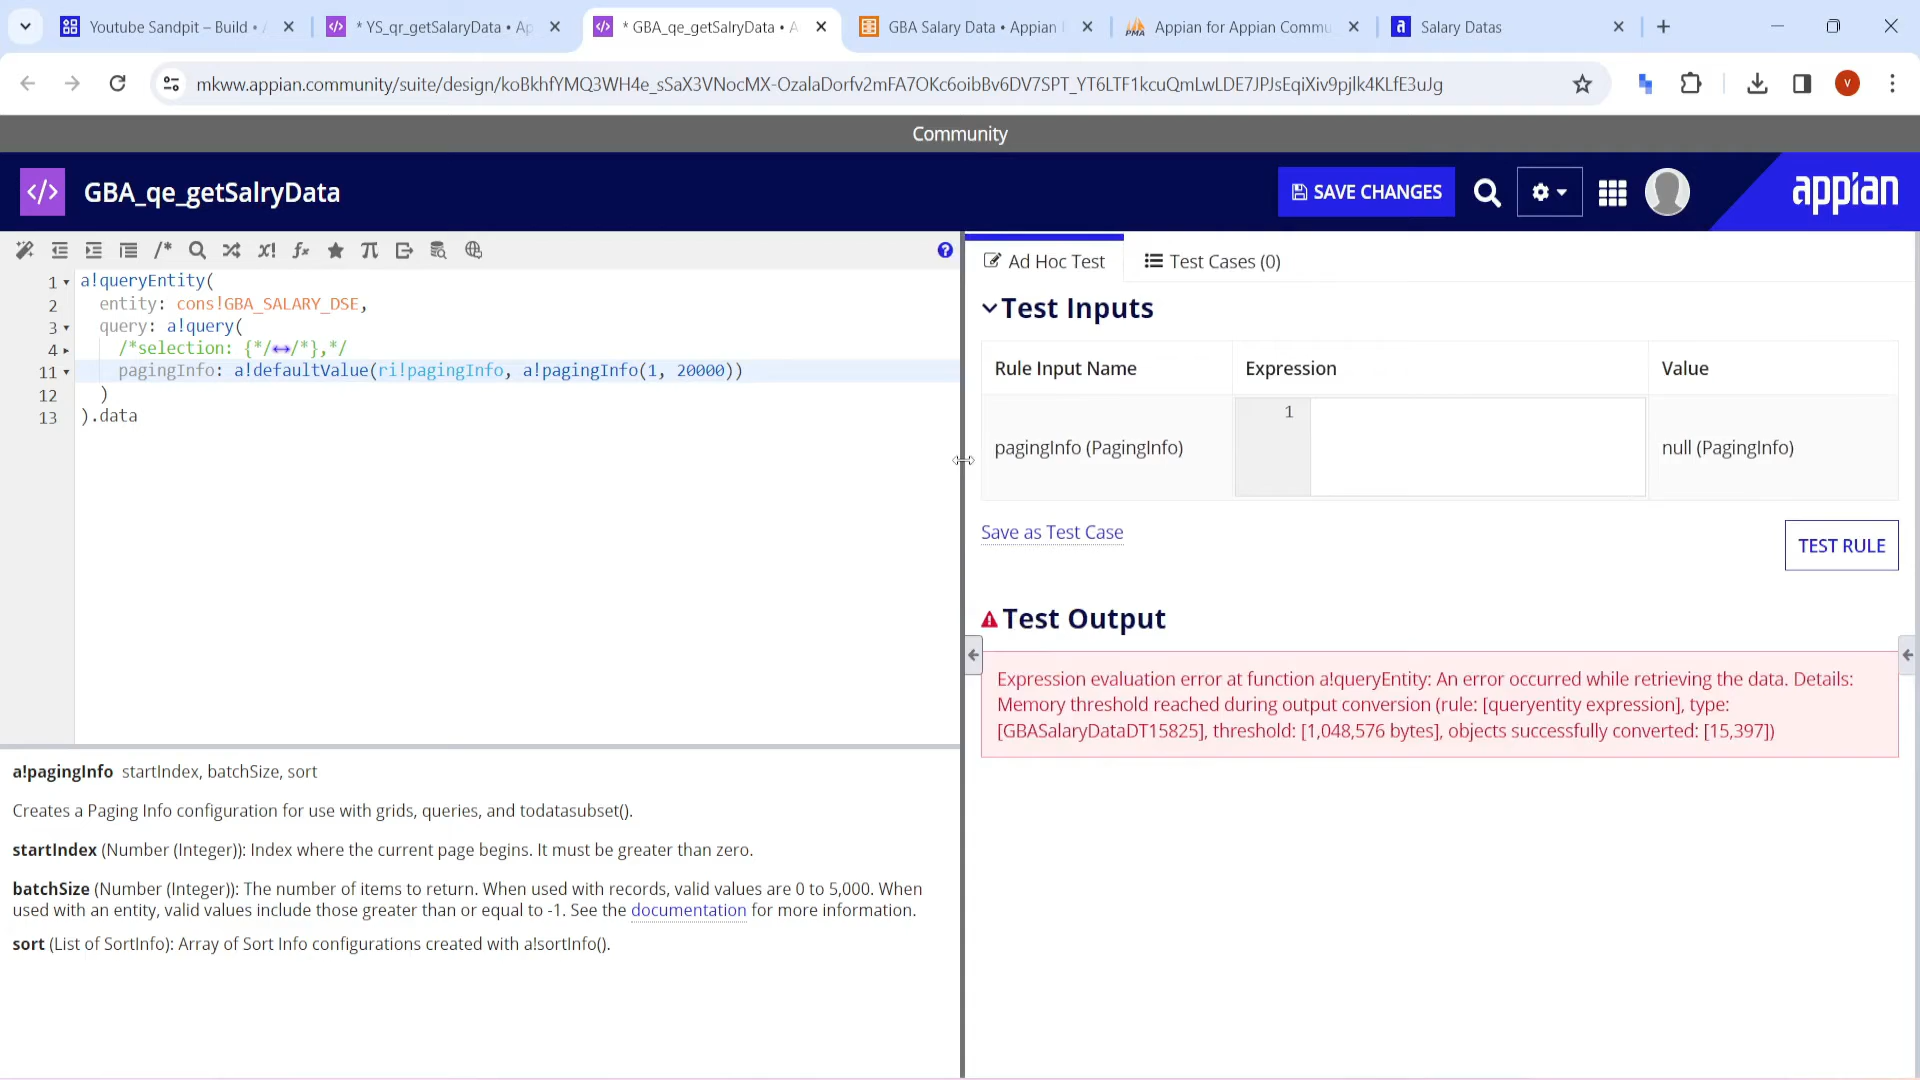 Youtube Sandpit – Build • /
* YS_qr_getSalaryData • Ap
* GBA_qe_getSalryData • A
GBA Salary Data • Appian
Appian for Appian Commu
Salary Datas
mkww.appian.community/suite/design/koBkhfYMQ3WH4e_sSaX3VNocMX-OzalaDorfv2mFA7OKc6oibBv6DV7SPT_YT6LTF1kcuQmLwLDE7JPJsEqiXiv9pjlk4KLfE3uJg
V
Community
</> GBA_qe_getSalryData
SAVE CHANGES
appian
1 a!queryEntity(
2 entity: cons!GBA_SALARY_DSE,
3 query: a!query(
4 /*selection: {*/↔/*},*/
11 pagingInfo: a!defaultValue(ri!pagingInfo, a!pagingInfo(1, 20000))
12 )
13 ).data
Ad Hoc Test
Test Cases (0)
Test Inputs
Rule Input Name Expression Value
pagingInfo (PagingInfo) 1 null (PagingInfo)
Save as Test Case
TEST RULE
Test Output
Expression evaluation error at function a!queryEntity: An error occurred while retrieving the data. Details:
Memory threshold reached during output conversion (rule: [queryentity expression], type:
[GBASalaryDataDT15825], threshold: [1,048,576 bytes], objects successfully converted: [15,397])
a!pagingInfo startIndex, batchSize, sort
Creates a Paging Info configuration for use with grids, queries, and todatasubset().
startIndex (Number (Integer)): Index where the current page begins. It must be greater than zero.
batchSize (Number (Integer)): The number of items to return. When used with records, valid values are 0 to 5,000. When
used with an entity, valid values include those greater than or equal to -1. See the documentation for more information.
sort (List of SortInfo): Array of Sort Info configurations created with a!sortInfo().